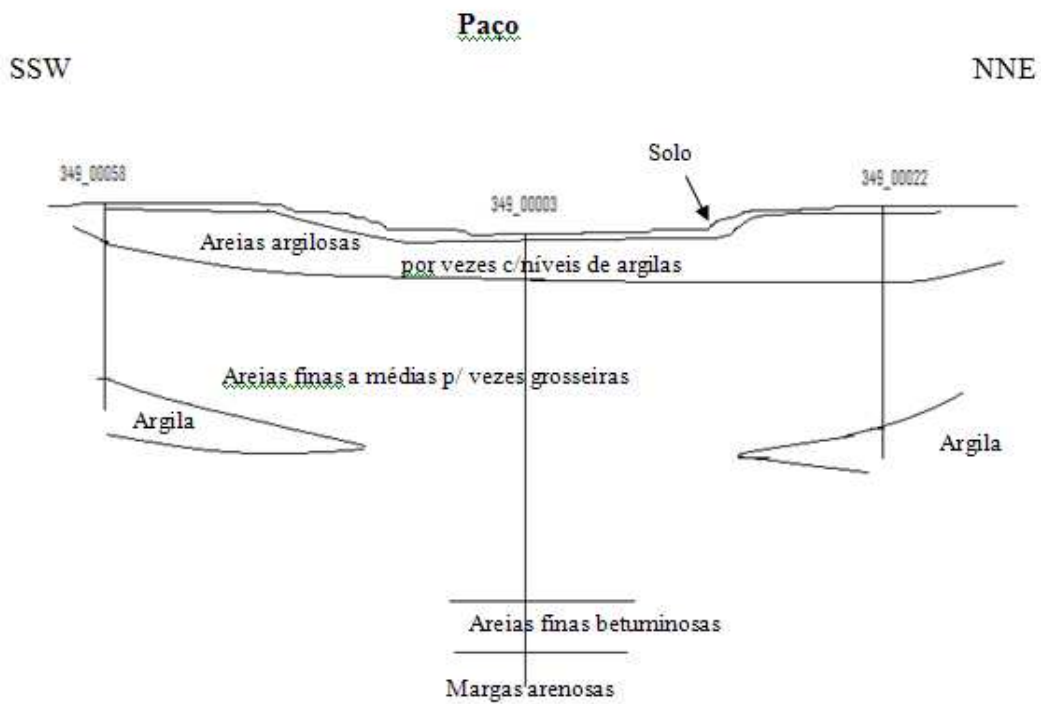 Paço
SSW
NNE
Solo
349_00058
349_00003
349_00022
Areias argilosas
por vezes c/níveis de argilas
Areias finas a médias p/ vezes grosseiras
Argila
Argila
Areias finas betuminosas
Margas arenosas